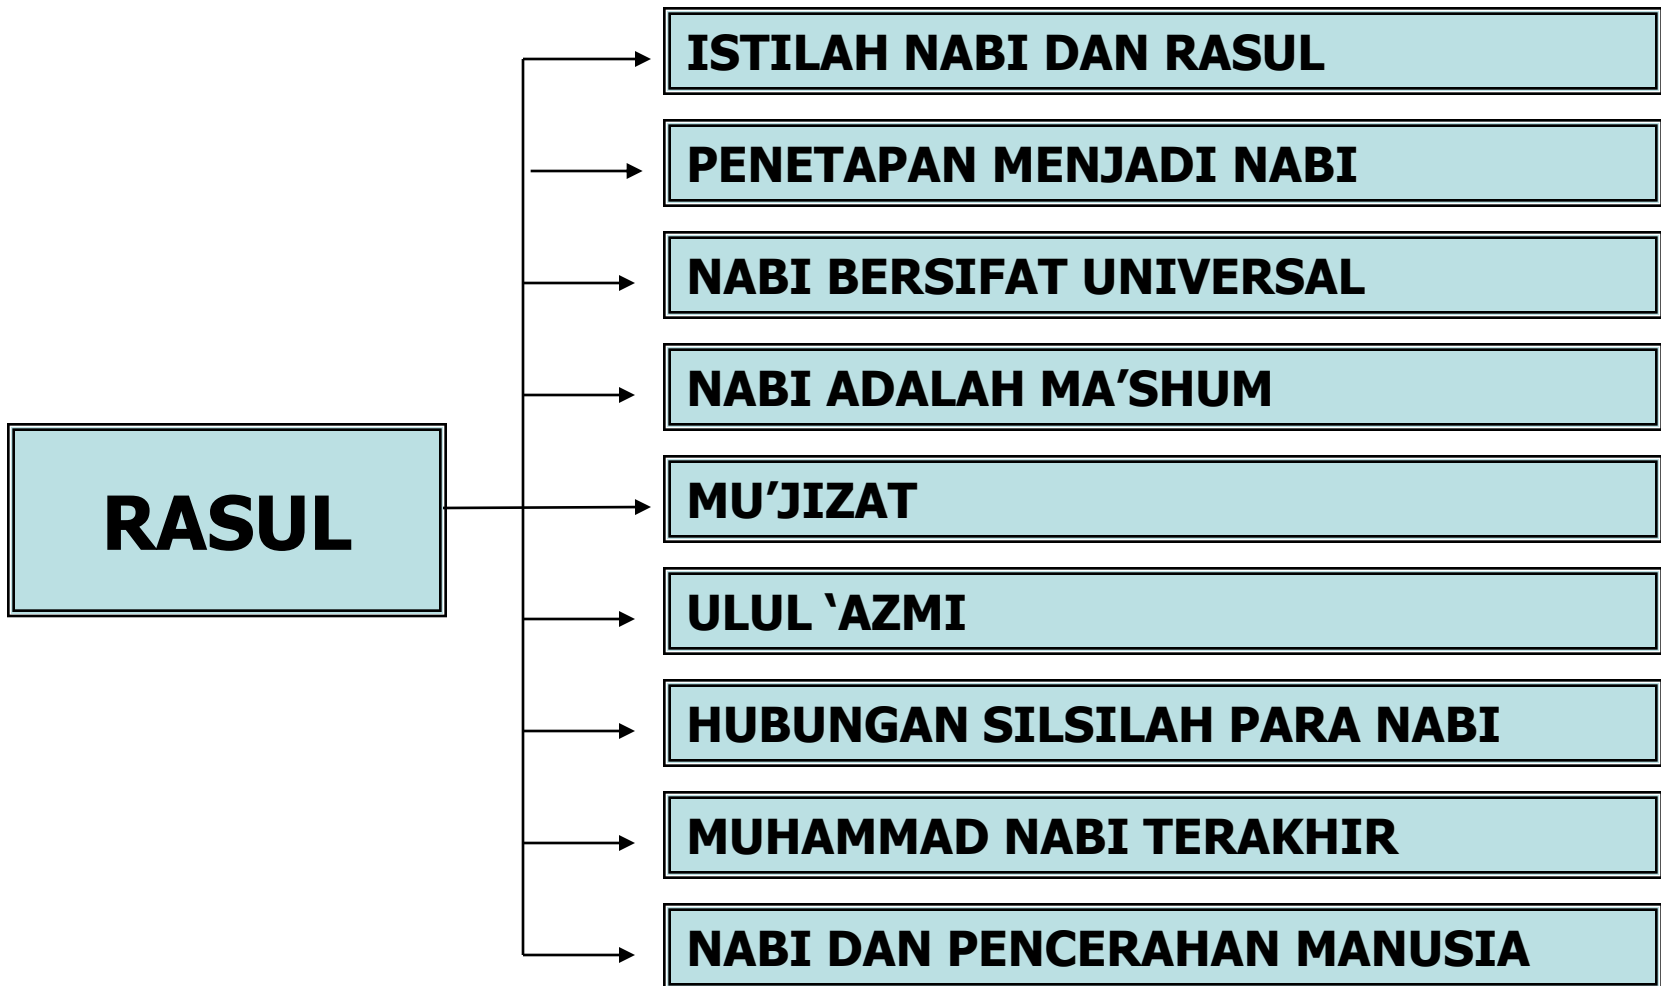 ISTILAH NABI DAN RASUL
PENETAPAN MENJADI NABI
NABI BERSIFAT UNIVERSAL
NABI ADALAH MA’SHUM
RASUL
MU’JIZAT
ULUL ‘AZMI
HUBUNGAN SILSILAH PARA NABI
MUHAMMAD NABI TERAKHIR
NABI DAN PENCERAHAN MANUSIA